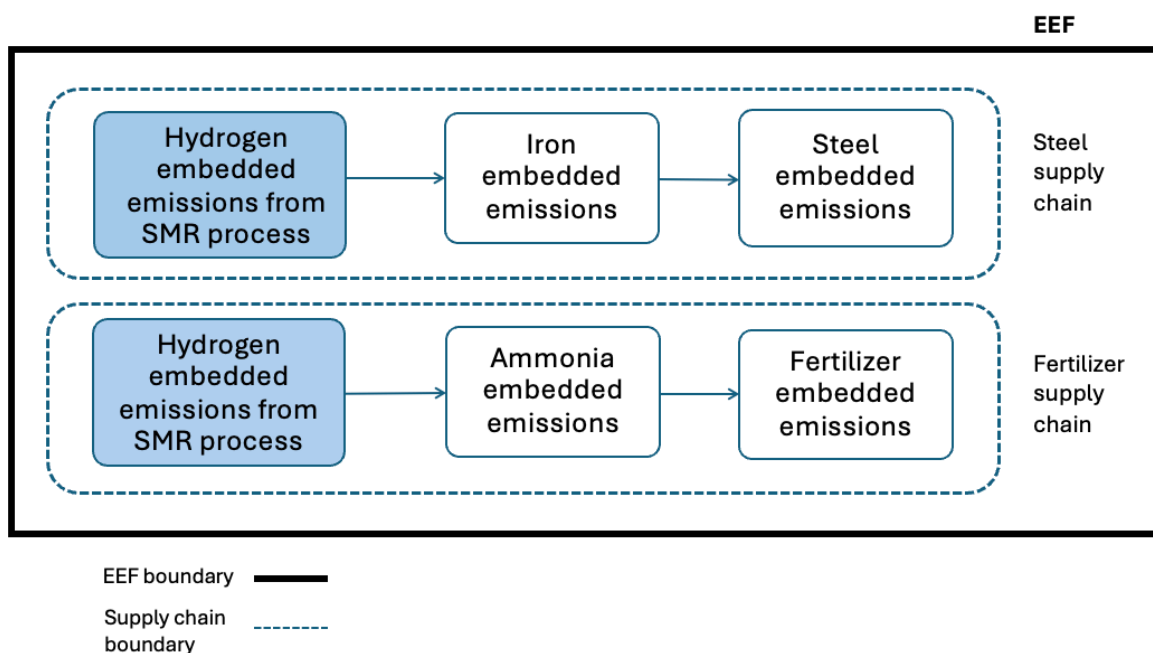 EEF
Hydrogen
embedded
emissions from
SMR process
Iron
embedded
emissions
Steel
embedded
emissions
Steel
supply
chain
Hydrogen
embedded
emissions from
SMR process
Ammonia
embedded
emissions
Fertilizer
embedded
emissions
Fertilizer
supply
chain
EEF boundary
Supply chain
boundary